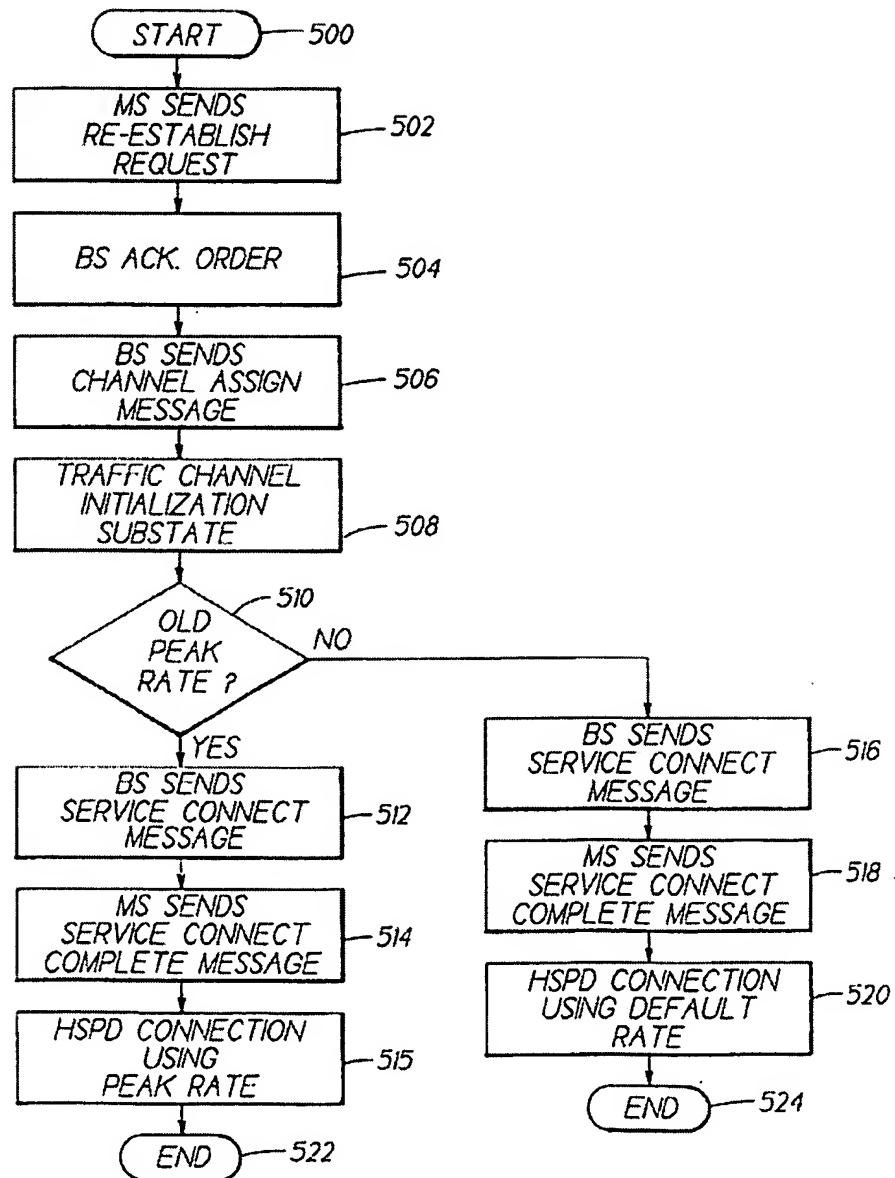 START
500
MS SENDS
RE-ESTABLISH
REQUEST
502
BS ACK. ORDER
504
BS SENDS
CHANNEL ASSIGN
MESSAGE
506
TRAFFIC CHANNEL
INITIALIZATION
SUBSTATE
508
510
OLD
PEAK
RATE ?
NO
YES
BS SENDS
SERVICE CONNECT
MESSAGE
512
MS SENDS
SERVICE CONNECT
COMPLETE MESSAGE
514
HSPD CONNECTION
USING
PEAK RATE
515
END
522
BS SENDS
SERVICE CONNECT
MESSAGE
516
MS SENDS
SERVICE CONNECT
COMPLETE MESSAGE
518
HSPD CONNECTION
USING DEFAULT
RATE
520
END
524